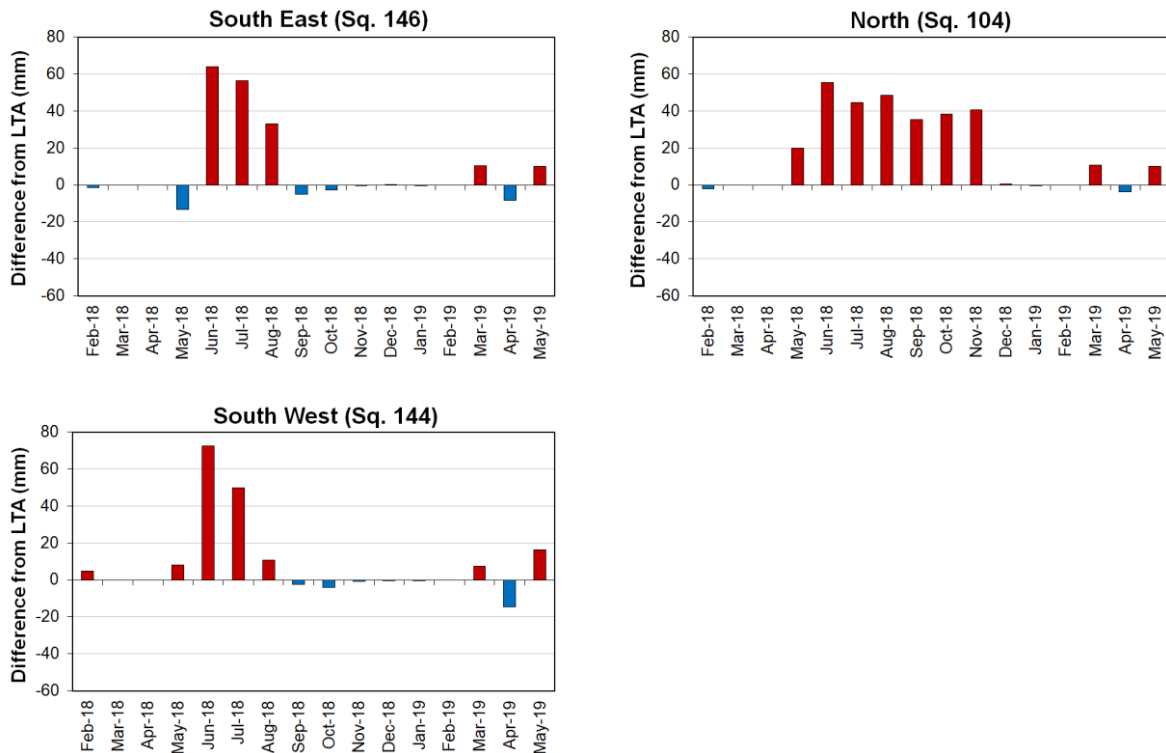 South East (Sq. 146)
Difference from LTA (mm)
80
60
40
20
0
-20
-40
-60
Feb-18
Mar-18
Apr-18
May-18
Jun-18
Jul-18
Aug-18
Sep-18
Oct-18
Nov-18
Dec-18
Jan-19
Feb-19
Mar-19
Apr-19
May-19
North (Sq. 104)
Difference from LTA (mm)
80
60
40
20
0
-20
-40
-60
Feb-18
Mar-18
Apr-18
May-18
Jun-18
Jul-18
Aug-18
Sep-18
Oct-18
Nov-18
Dec-18
Jan-19
Feb-19
Mar-19
Apr-19
May-19
South West (Sq. 144)
Difference from LTA (mm)
80
60
40
20
0
-20
-40
-60
Feb-18
Mar-18
Apr-18
May-18
Jun-18
Jul-18
Aug-18
Sep-18
Oct-18
Nov-18
Dec-18
Jan-19
Feb-19
Mar-19
Apr-19
May-19